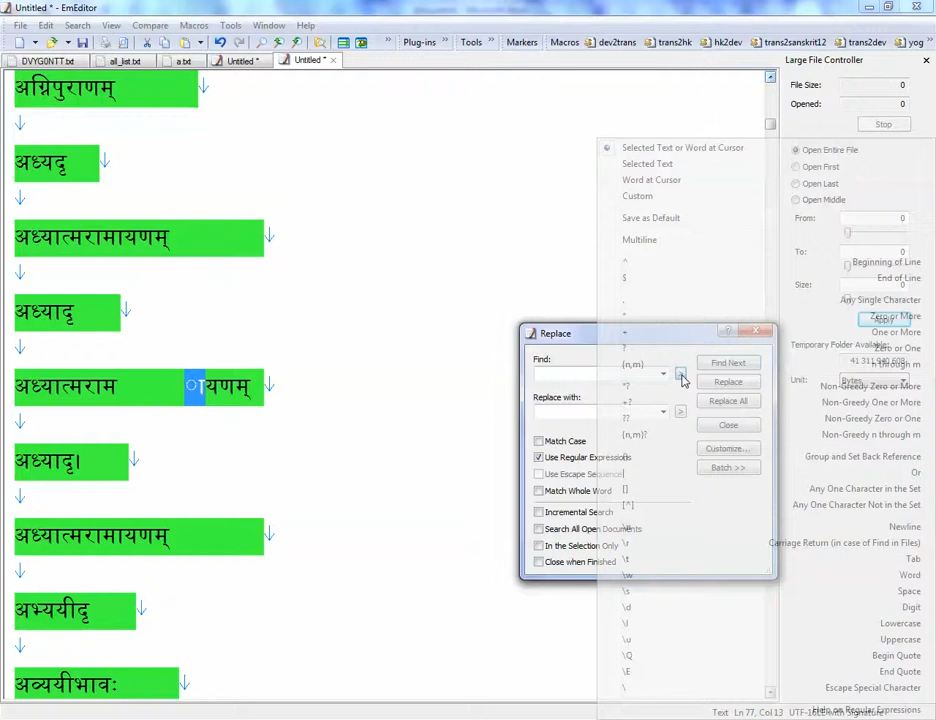 Untitled * - EmEditor
File Edit Search View Compare Macros Tools Window Help
Plug-ins Tools Markers Macros dev2trans trans2hk hk2dev trans2sanskrit12 trans2dev yog
DVYG0NTT.txt all_list.txt a.txt Untitled * Untitled *
अग्निपुराणम्
अध्यदृ
अध्यात्मरामायणम्
अध्यादृ
अध्यात्मराम ायणम्
अध्यादृ।
अध्यात्मरामायणम्
अभ्ययीदृ
अव्ययीभावः
Replace
Find:
Replace with:
Match Case
Use Regular Expressions
Use Escape Sequence
Match Whole Word
Incremental Search
Search All Open Documents
In the Selection Only
Close when Finished
Find Next
Replace
Replace All
Close
Customize...
Batch >>
Selected Text or Word at Cursor
Selected Text
Word at Cursor
Custom
Save as Default
Multiline
^ Beginning of Line
$ End of Line
. Any Single Character
* Zero or More
+ One or More
? Zero or One
{n,m} n through m
*? Non-Greedy Zero or More
+? Non-Greedy One or More
?? Non-Greedy Zero or One
{n,m}? Non-Greedy n through m
() Group and Set Back Reference
| Or
[] Any One Character in the Set
[^] Any One Character Not in the Set
\n Newline
\r Carriage Return (in case of Find in Files)
\t Tab
\w Word
\s Space
\d Digit
\l Lowercase
\u Uppercase
\Q Begin Quote
\E End Quote
\ Escape Special Character
Help on Regular Expressions
Large File Controller
File Size: 0
Opened: 0
Stop
Open Entire File
Open First
Open Last
Open Middle
From: 0
To: 0
Size: 0
Apply
Temporary Folder Available:
Unit: Bytes
Text Ln 77, Col 13 UTF-16LE with Signature